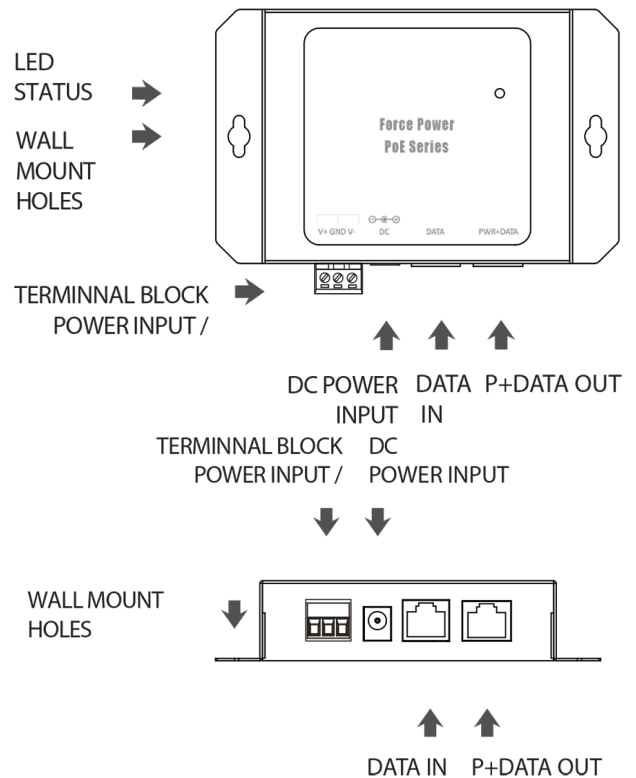 LED
STATUS
WALL
MOUNT
HOLES
Force Power
PoE Series
V+ GND V-
DC
DATA
PWR+DATA
TERMINNAL BLOCK
POWER INPUT /
DC POWER
INPUT
DATA
IN
P+DATA OUT
TERMINNAL BLOCK
POWER INPUT /
DC
POWER INPUT
WALL MOUNT
HOLES
DATA IN
P+DATA OUT